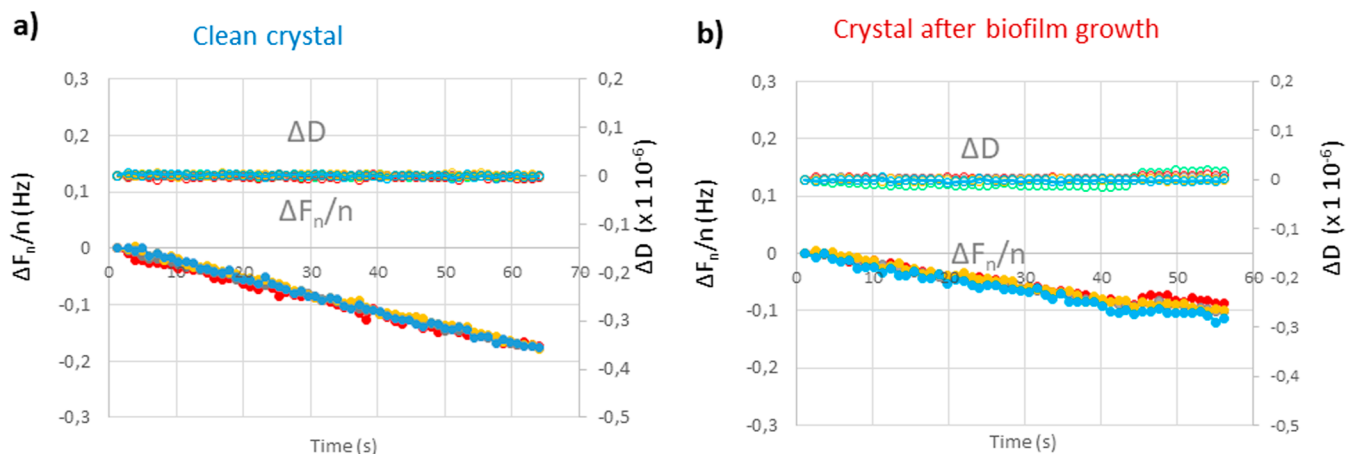 a)
Clean crystal
0,3
0,2
0,1
0
-0,1
-0,2
-0,3
ΔFn/n (Hz)
0,2
0,1
0
-0,1
-0,2
-0,3
-0,4
-0,5
ΔD (x 1 10-6)
ΔD
ΔFn/n
0 10 20 30 40 50 60 70
Time (s)
b)
Crystal after biofilm growth
0,3
0,2
0,1
0
-0,1
-0,2
-0,3
ΔFn/n (Hz)
0,2
0,1
0
-0,1
-0,2
-0,3
-0,4
-0,5
ΔD (x 1 10-6)
ΔD
ΔFn/n
0 10 20 30 40 50 60
Time (s)